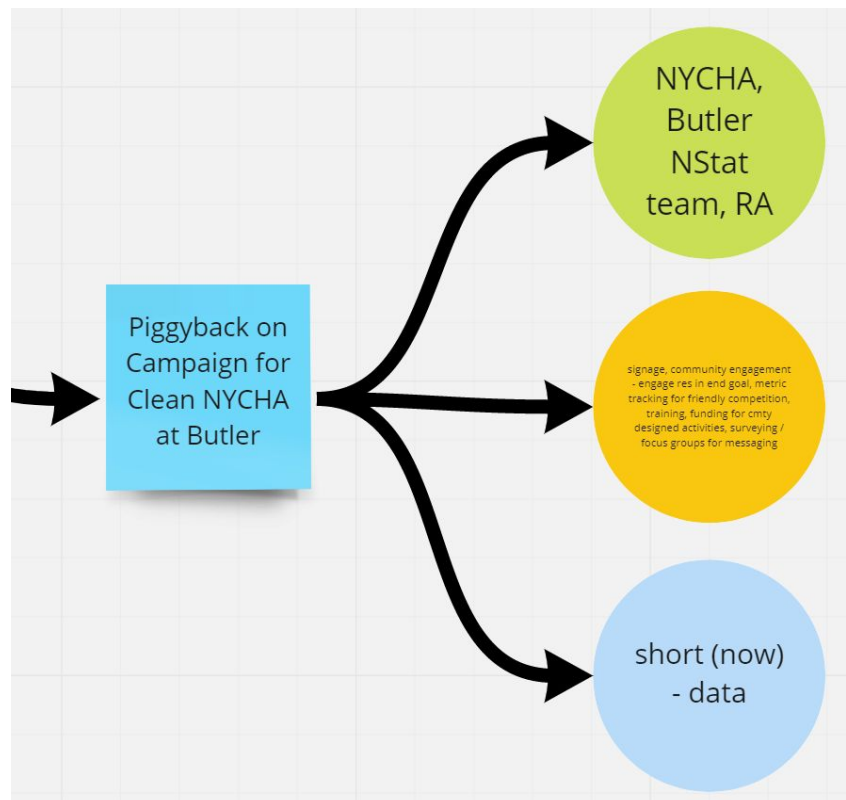 Piggyback on
Campaign for
Clean NYCHA
at Butler
NYCHA,
Butler
NStat
team, RA
signage, community engagement
- engage res in end goal, metric
tracking for friendly competition,
training, funding for cmty
designed activities, surveying /
focus groups for messaging
short (now)
- data